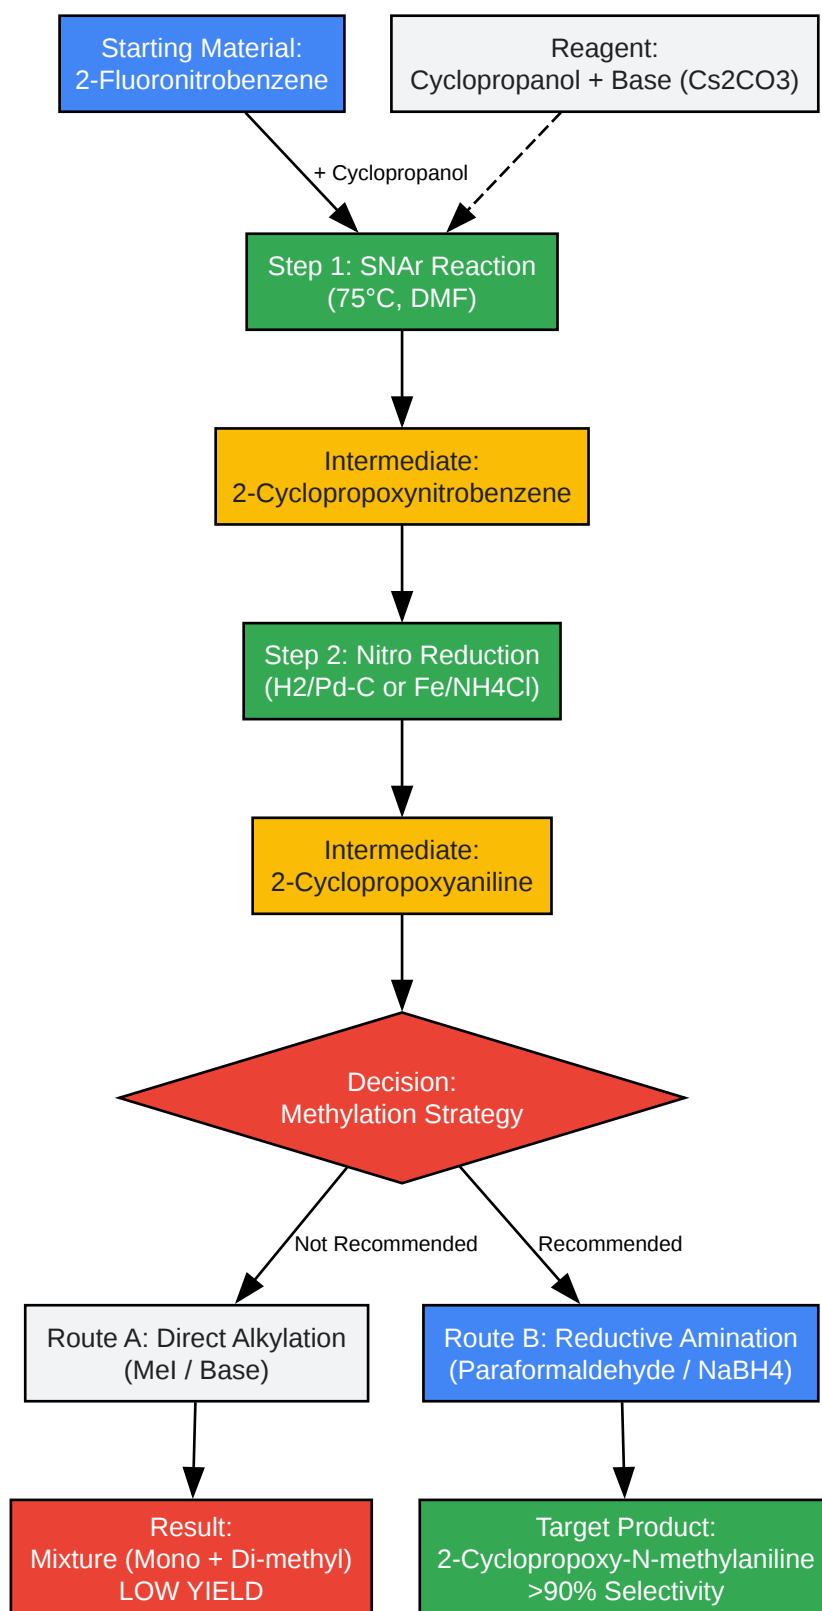 Starting Material:
2-Fluoronitrobenzene
Reagent:
Cyclopropanol + Base (Cs2CO3)
+ Cyclopropanol
Step 1: SNAr Reaction
(75°C, DMF)
Intermediate:
2-Cyclopropoxynitrobenzene
Step 2: Nitro Reduction
(H2/Pd-C or Fe/NH4Cl)
Intermediate:
2-Cyclopropoxyaniline
Decision:
Methylation Strategy
Not Recommended
Recommended
Route A: Direct Alkylation
(MeI / Base)
Route B: Reductive Amination
(Paraformaldehyde / NaBH4)
Result:
Mixture (Mono + Di-methyl)
LOW YIELD
Target Product:
2-Cyclopropoxy-N-methylaniline
>90% Selectivity